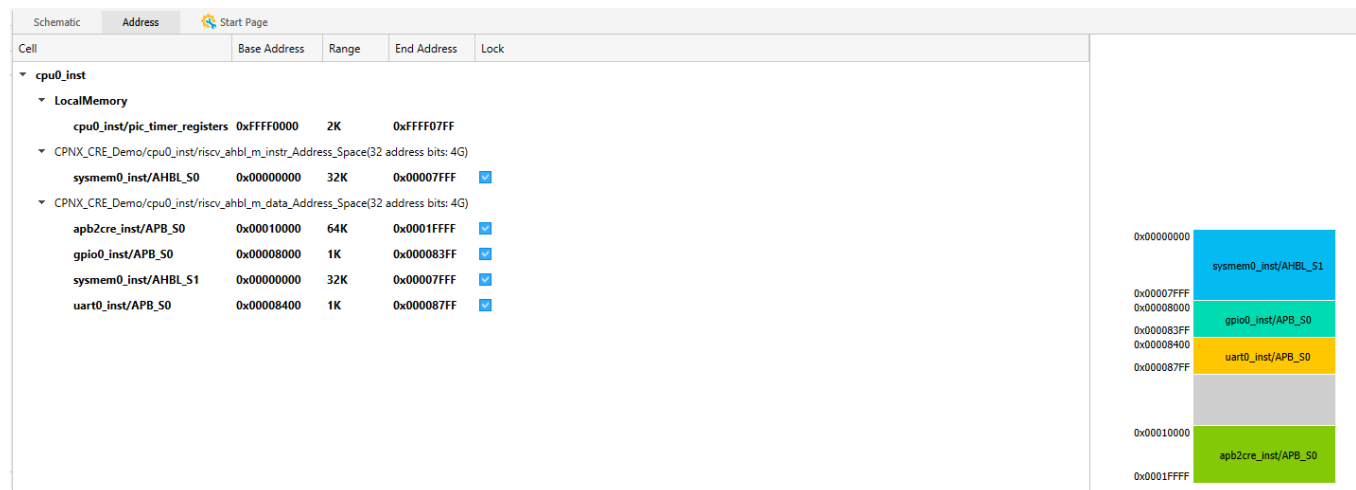 Schematic Address Start Page
Cell Base Address Range End Address Lock
cpu0_inst
LocalMemory
cpu0_inst/pic_timer_registers 0xFFFF0000 2K 0xFFFF07FF
CPNX_CRE_Demo/cpu0_inst/riscv_ahbl_m_instr_Address_Space(32 address bits: 4G)
sysmem0_inst/AHBL_S0 0x00000000 32K 0x00007FFF
CPNX_CRE_Demo/cpu0_inst/riscv_ahbl_m_data_Address_Space(32 address bits: 4G)
apb2cre_inst/APB_S0 0x00010000 64K 0x0001FFFF
gpio0_inst/APB_S0 0x00008000 1K 0x000083FF
sysmem0_inst/AHBL_S1 0x00000000 32K 0x00007FFF
uart0_inst/APB_S0 0x00008400 1K 0x000087FF
0x00000000
sysmem0_inst/AHBL_S1
0x00007FFF
0x00008000
gpio0_inst/APB_S0
0x000083FF
0x00008400
uart0_inst/APB_S0
0x000087FF
0x00010000
apb2cre_inst/APB_S0
0x0001FFFF